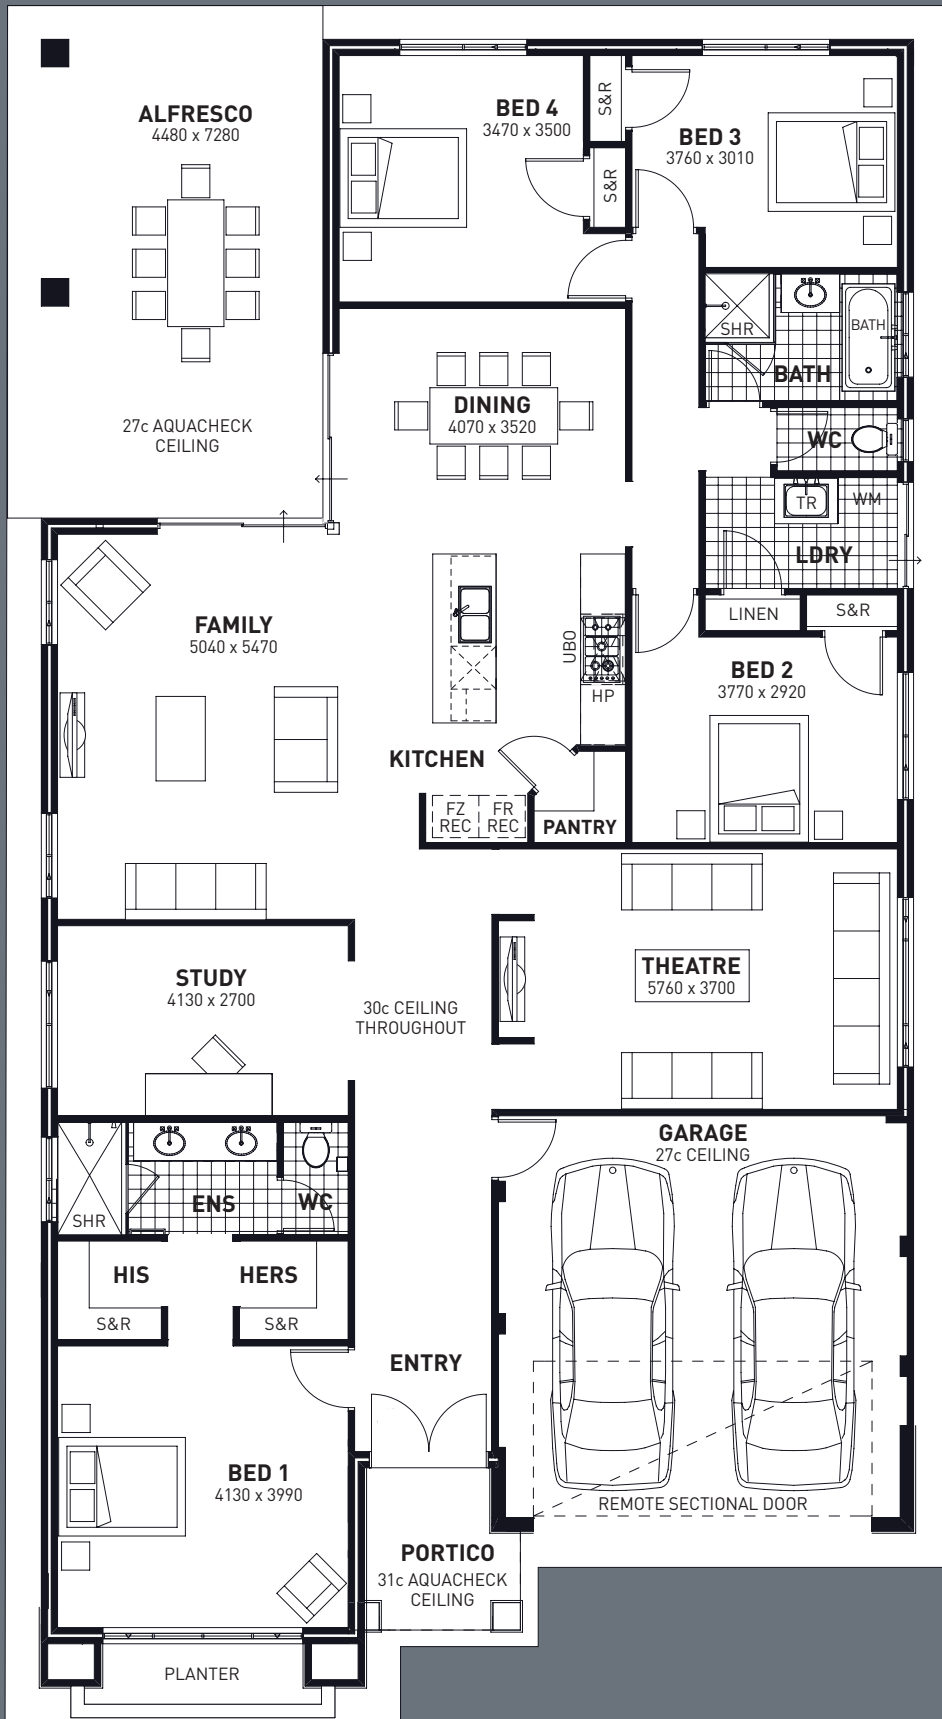 ALFRESCO
4480 x 7280
27c AQUACHECK
CEILING
BED 4
3470 x 3500
S&R
S&R
BED 3
3760 x 3010
SHR
BATH
BATH
DINING
4070 x 3520
WC
TR
WM
LDRY
LINEN
S&R
FAMILY
5040 x 5470
UBO
HP
BED 2
3770 x 2920
KITCHEN
FZ
REC
FR
REC
PANTRY
STUDY
4130 x 2700
30c CEILING
THROUGHOUT
THEATRE
5760 x 3700
GARAGE
27c CEILING
SHR
ENS
WC
HIS
HERS
S&R
S&R
ENTRY
BED 1
4130 x 3990
REMOTE SECTIONAL DOOR
PORTICO
31c AQUACHECK
CEILING
PLANTER